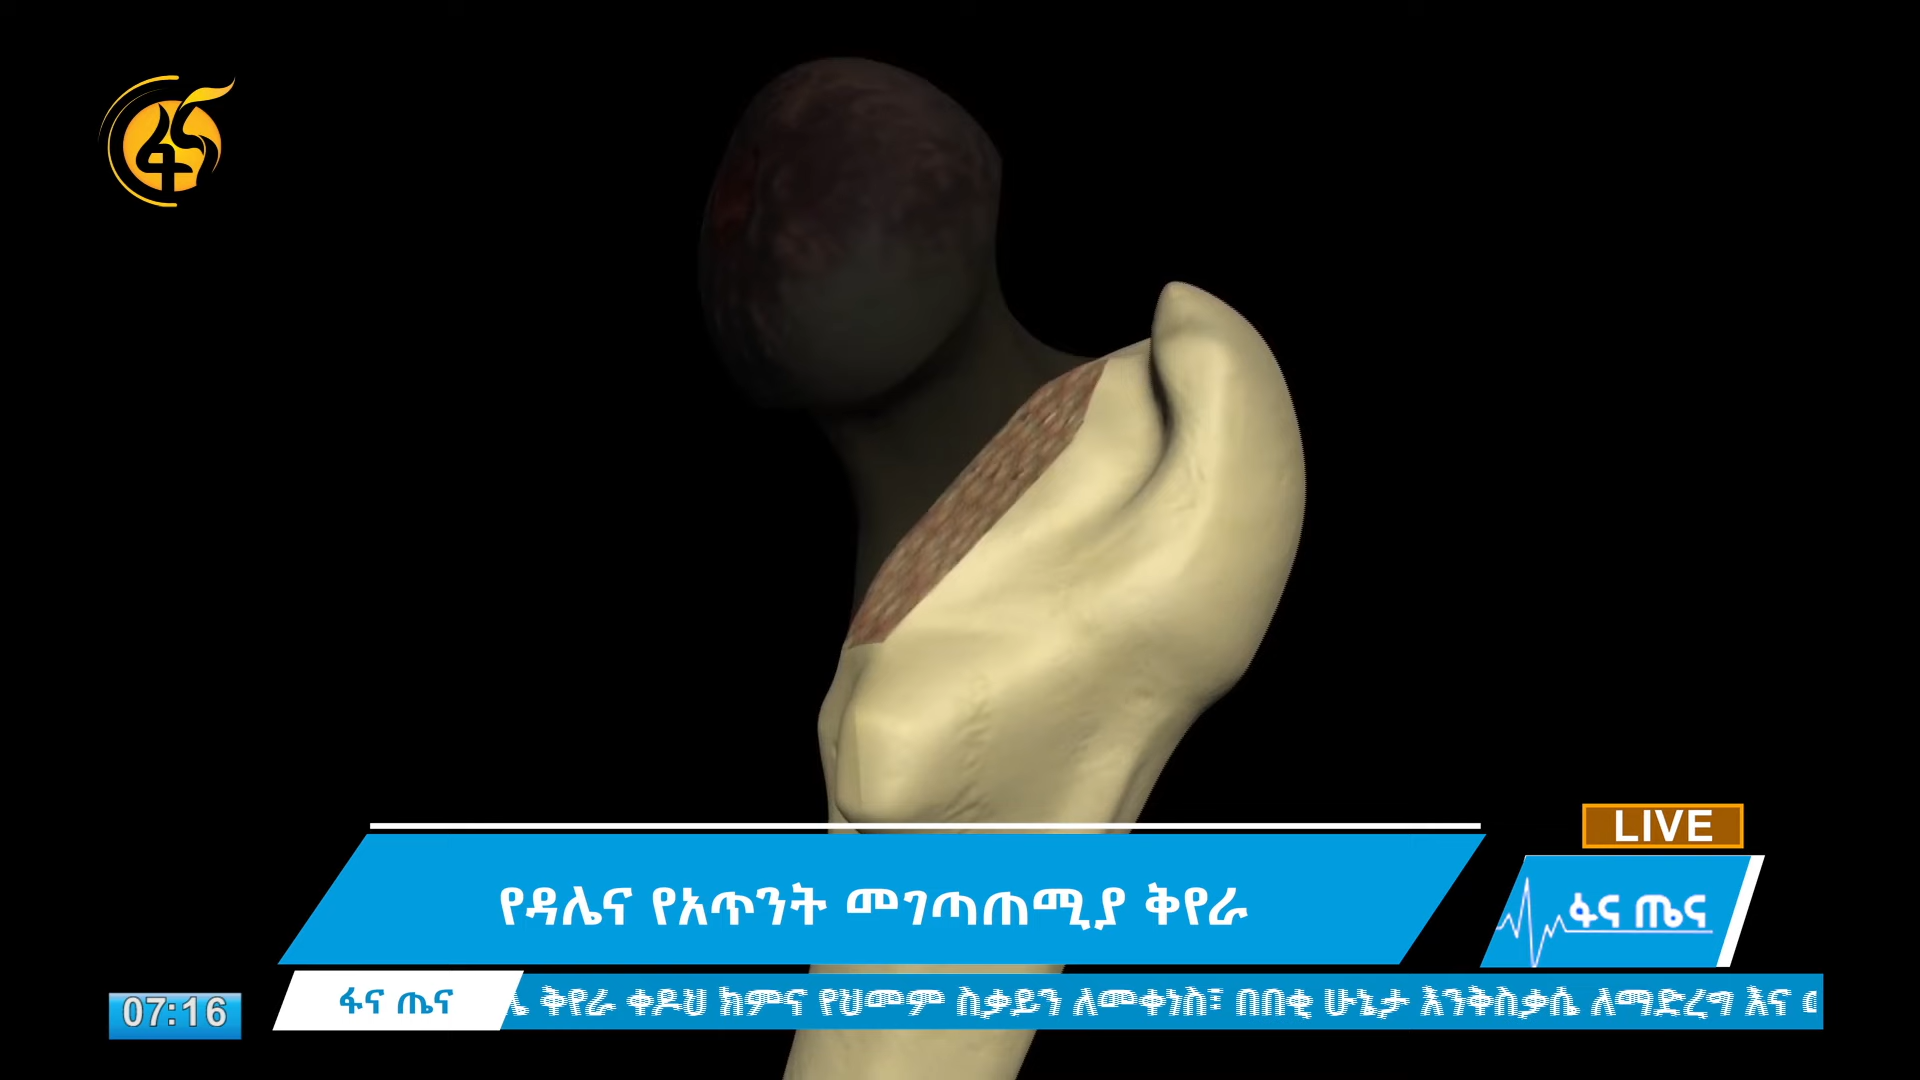 ፋና
LIVE
የዳሌና የአጥንት መገጣጠሚያ ቅየራ
ፋና ጤና
07:16
ፋና ጤና
ቅየራ ቀዶህ ክምና የህመም ስቃይን ለመቀነስ፣ በበቂ ሁኔታ እንቅስቃሴ ለማድረግ እና